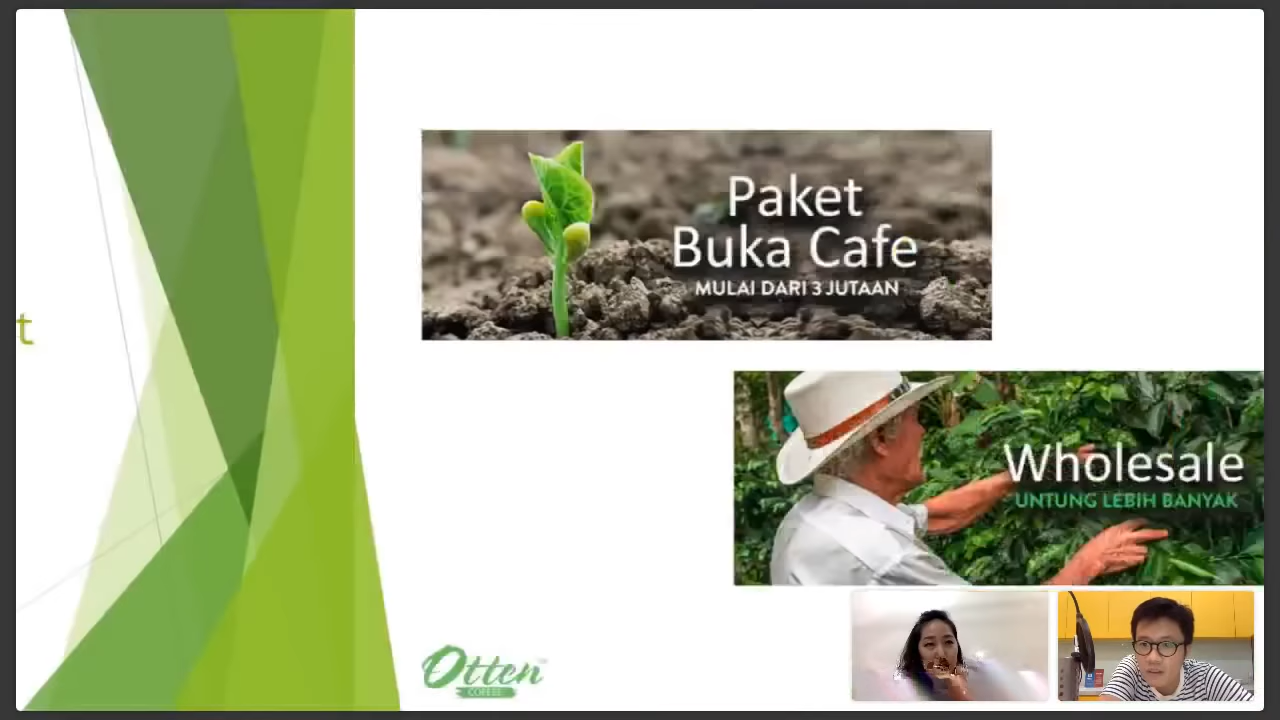 t
Paket
Buka Cafe
MULAI DARI 3 JUTAAN
Wholesale
UNTUNG LEBIH BANYAK
Otten
COFFEE